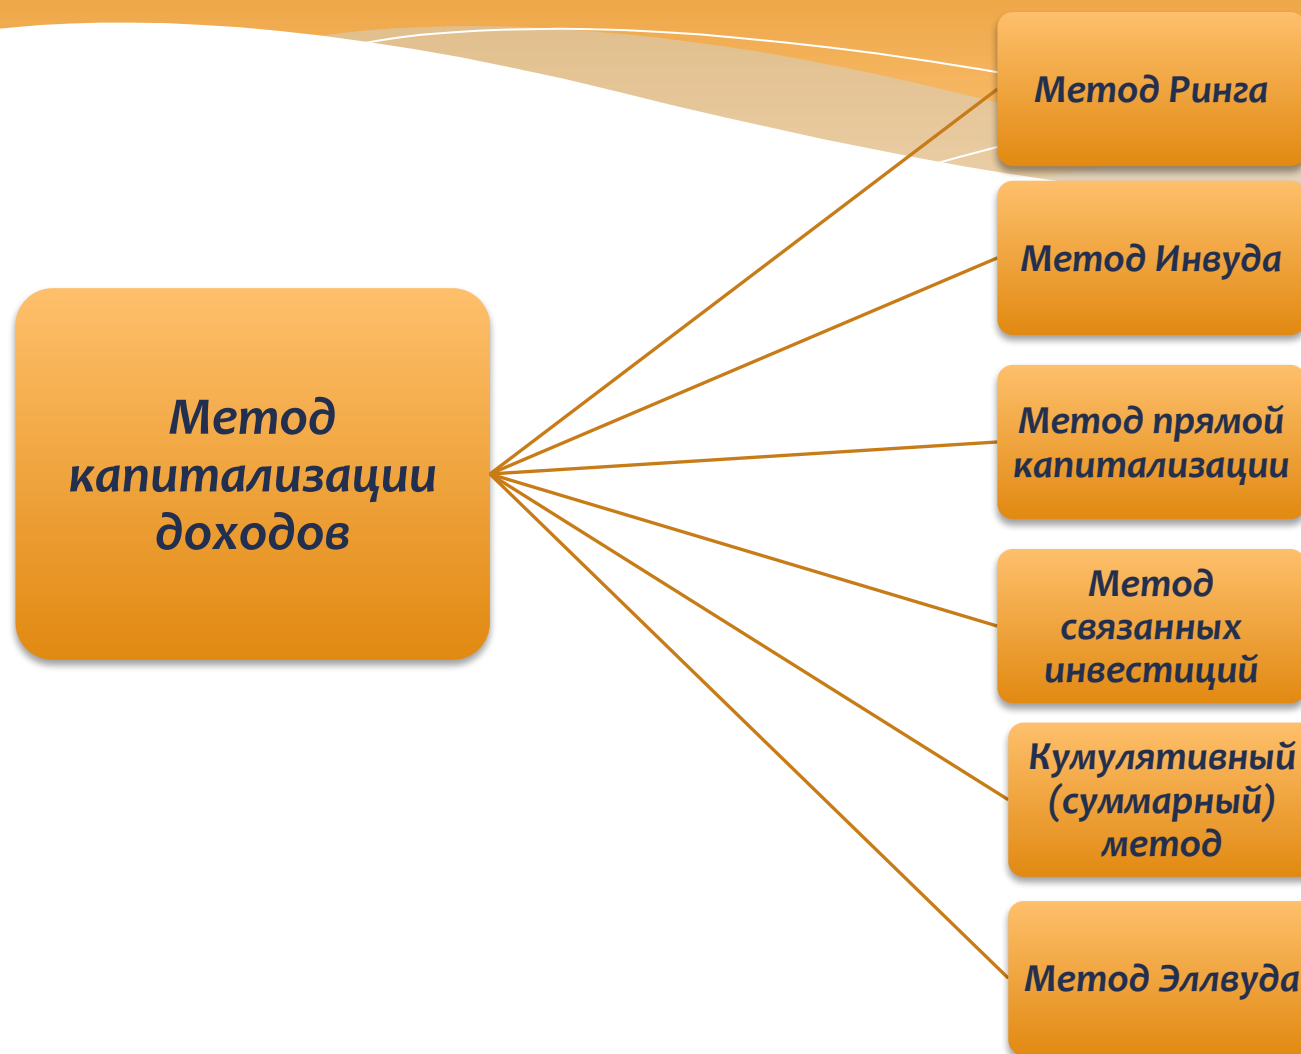 Метод
капитализации
доходов
Метод Ринга
Метод Инвуда
Метод прямой
капитализации
Метод
связанных
инвестиций
Кумулятивный
(суммарный)
метод
Метод Эллвуда